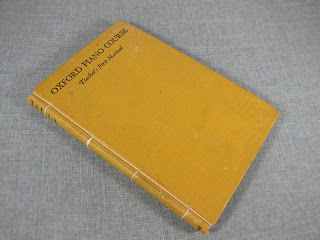 OXFORD PIANO COURSE
Teacher's First Manual